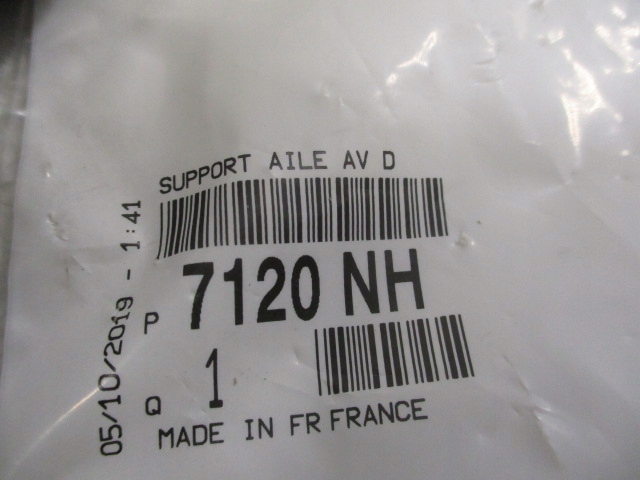 SUPPORT AILE AV D
P 7120 NH
Q 1
MADE IN FR FRANCE
05/10/2019 - 1:41